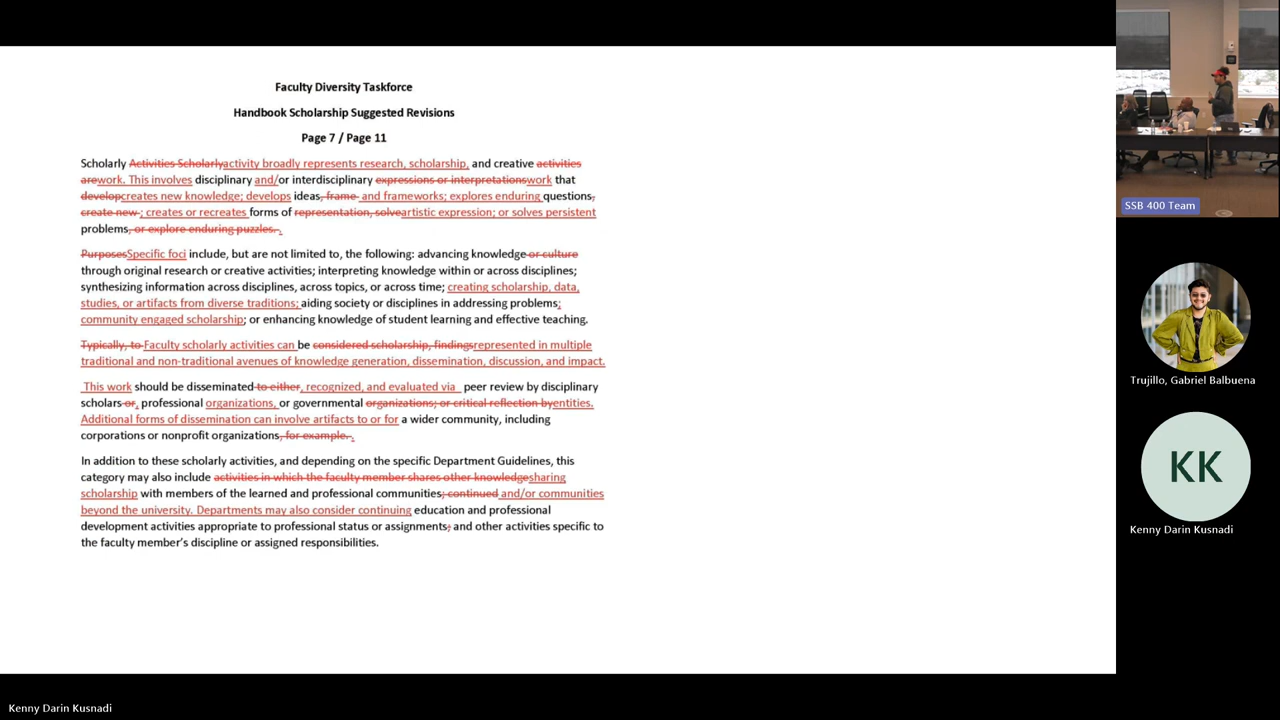 Faculty Diversity Taskforce
Handbook Scholarship Suggested Revisions
Page 7 / Page 11
Scholarly Activities Scholarlyactivity broadly represents research, scholarship, and creative activities
arework. This involves disciplinary and/or interdisciplinary expressions or interpretationswork that
developcreates new knowledge; develops ideas, frame and frameworks; explores enduring questions,
create new ; creates or recreates forms of representation, solveartistic expression; or solves persistent
problems, or explore enduring puzzles. .
PurposesSpecific foci include, but are not limited to, the following: advancing knowledge or culture
through original research or creative activities; interpreting knowledge within or across disciplines;
synthesizing information across disciplines, across topics, or across time; creating scholarship, data,
studies, or artifacts from diverse traditions; aiding society or disciplines in addressing problems;
community engaged scholarship; or enhancing knowledge of student learning and effective teaching.
Typically, to Faculty scholarly activities can be considered scholarship, findingsrepresented in multiple
traditional and non-traditional avenues of knowledge generation, dissemination, discussion, and impact.
This work should be disseminated to either, recognized, and evaluated via peer review by disciplinary
scholars or, professional organizations, or governmental organizations; or critical reflection byentities.
Additional forms of dissemination can involve artifacts to or for a wider community, including
corporations or nonprofit organizations, for example. .
In addition to these scholarly activities, and depending on the specific Department Guidelines, this
category may also include activities in which the faculty member shares other knowledgesharing
scholarship with members of the learned and professional communities; continued and/or communities
beyond the university. Departments may also consider continuing education and professional
development activities appropriate to professional status or assignments; and other activities specific to
the faculty member's discipline or assigned responsibilities.
SSB 400 Team
Trujillo, Gabriel Balbuena
KK
Kenny Darin Kusnadi
Kenny Darin Kusnadi